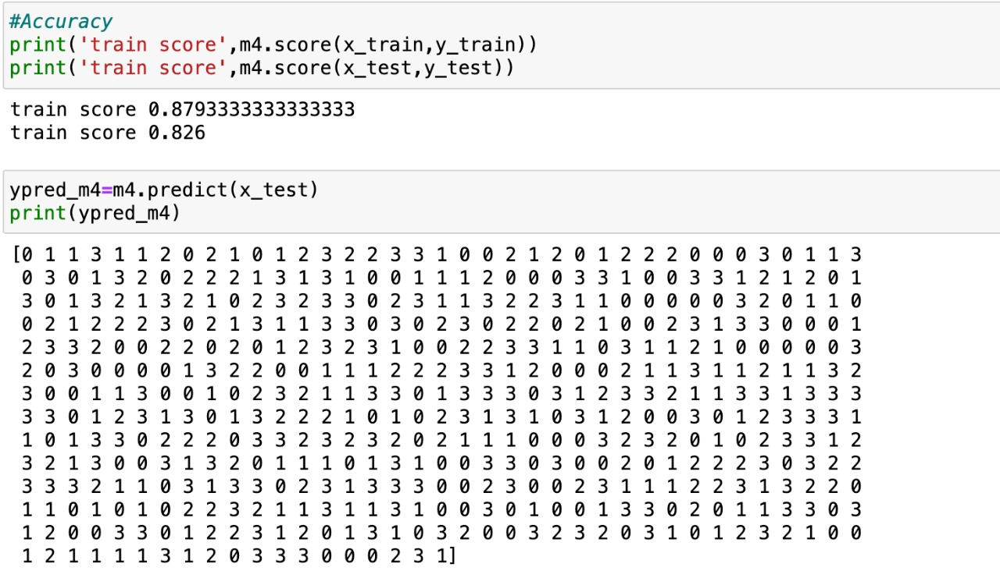 #Accuracy
print('train score',m4.score(x_train,y_train))
print('train score',m4.score(x_test,y_test))
train score 0.8793333333333333
train score 0.826
ypred_m4=m4.predict(x_test)
print(ypred_m4)
[0 1 1 3 1 1 2 0 2 1 0 1 2 3 2 2 3 3 1 0 0 2 1 2 0 1 2 2 2 0 0 0 3 0 1 1 3
0 3 0 1 3 2 0 2 2 2 1 3 1 3 1 0 0 1 1 1 2 0 0 0 3 3 1 0 0 3 3 1 2 1 2 0 1
3 0 1 3 2 1 3 2 1 0 2 3 2 3 3 0 2 3 1 1 3 2 2 3 1 1 0 0 0 0 0 3 2 0 1 1 0
0 2 1 2 2 2 3 0 2 1 3 1 1 3 3 0 3 0 2 3 0 2 2 0 2 1 0 0 2 3 1 3 3 0 0 0 1
2 3 3 2 0 0 2 2 0 2 0 1 2 3 2 3 1 0 0 2 2 3 3 1 1 0 3 1 1 2 1 0 0 0 0 0 3
2 0 3 0 0 0 0 1 3 2 2 0 0 1 1 1 2 2 2 3 3 1 2 0 0 0 2 1 1 3 1 1 2 1 1 3 2
3 0 0 1 1 3 0 0 1 0 2 3 2 1 1 3 3 0 1 3 3 3 0 3 1 2 3 3 2 1 1 3 3 1 3 3 3
3 3 0 1 2 3 1 3 0 1 3 2 2 2 1 0 1 0 2 3 1 3 1 0 3 1 2 0 0 3 0 1 2 3 3 3 1
1 0 1 3 3 0 2 2 2 0 3 3 2 3 2 3 2 0 2 1 1 1 0 0 0 3 2 3 2 0 1 0 2 3 3 1 2
3 2 1 3 0 0 3 1 3 2 0 1 1 1 0 1 3 1 0 0 3 3 0 3 0 0 2 0 1 2 2 2 3 0 3 2 2
3 3 3 2 1 1 0 3 1 3 3 0 2 3 1 3 3 3 0 0 2 3 0 0 2 3 1 1 1 2 2 3 1 3 2 2 0
1 1 0 1 0 1 0 2 2 3 2 1 1 3 1 1 3 1 0 0 3 0 1 0 0 1 3 3 0 2 0 1 1 3 3 0 3
1 2 0 0 3 3 0 1 2 2 3 1 2 0 1 3 1 0 3 2 0 0 3 2 3 2 0 3 1 0 1 2 3 2 1 0 0
1 2 1 1 1 1 3 1 2 0 3 3 3 0 0 0 2 3 1]